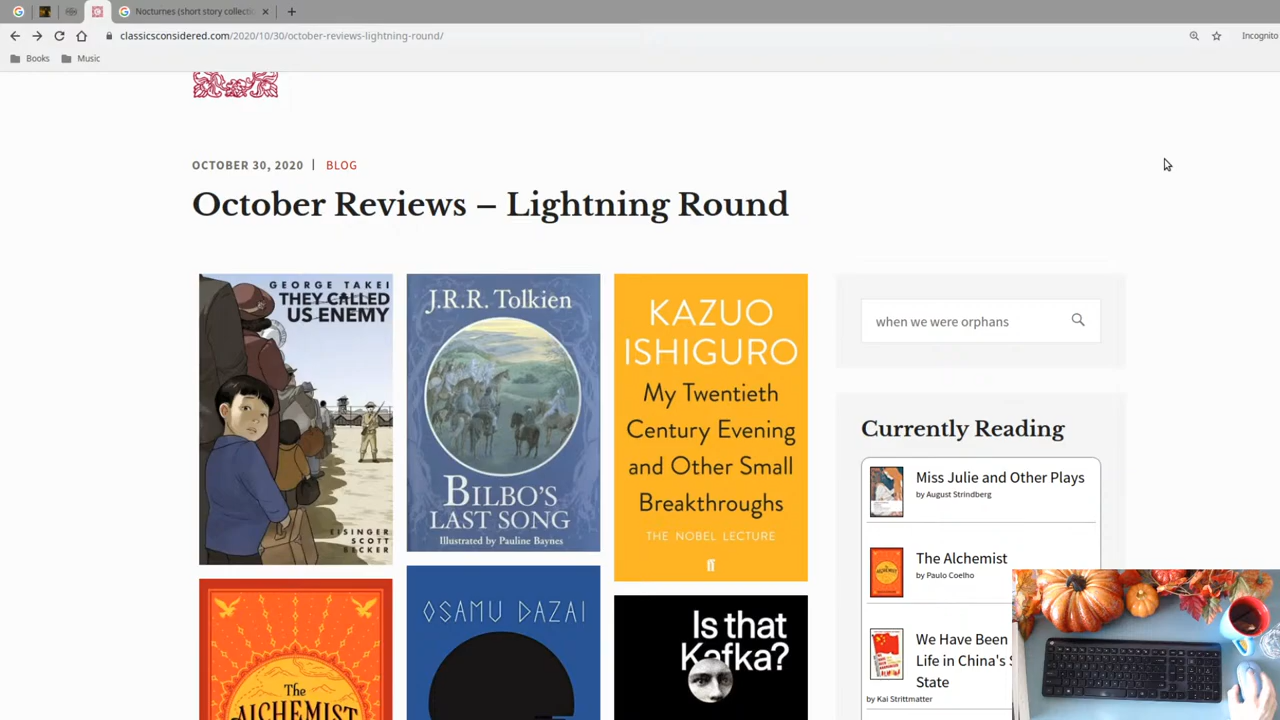 Nocturnes (short story collecti
classicsconsidered.com/2020/10/30/october-reviews-lightning-round/
Incognito
Books
Music
OCTOBER 30, 2020 | BLOG
October Reviews – Lightning Round
GEORGE TAKEI
THEY CALLED
US ENEMY
EISINGER
SCOTT
BECKER
J.R.R. Tolkien
BILBO'S
LAST SONG
Illustrated by Pauline Baynes
KAZUO
ISHIGURO
My Twentieth
Century Evening
and Other Small
Breakthroughs
THE NOBEL LECTURE
ff
The
ALCHEMIST
OSAMU DAZAI
Is that
Kafka?
when we were orphans
Currently Reading
Miss Julie and Other Plays
by August Strindberg
The Alchemist
by Paulo Coelho
We Have Been
Life in China's S
State
by Kai Strittmatter